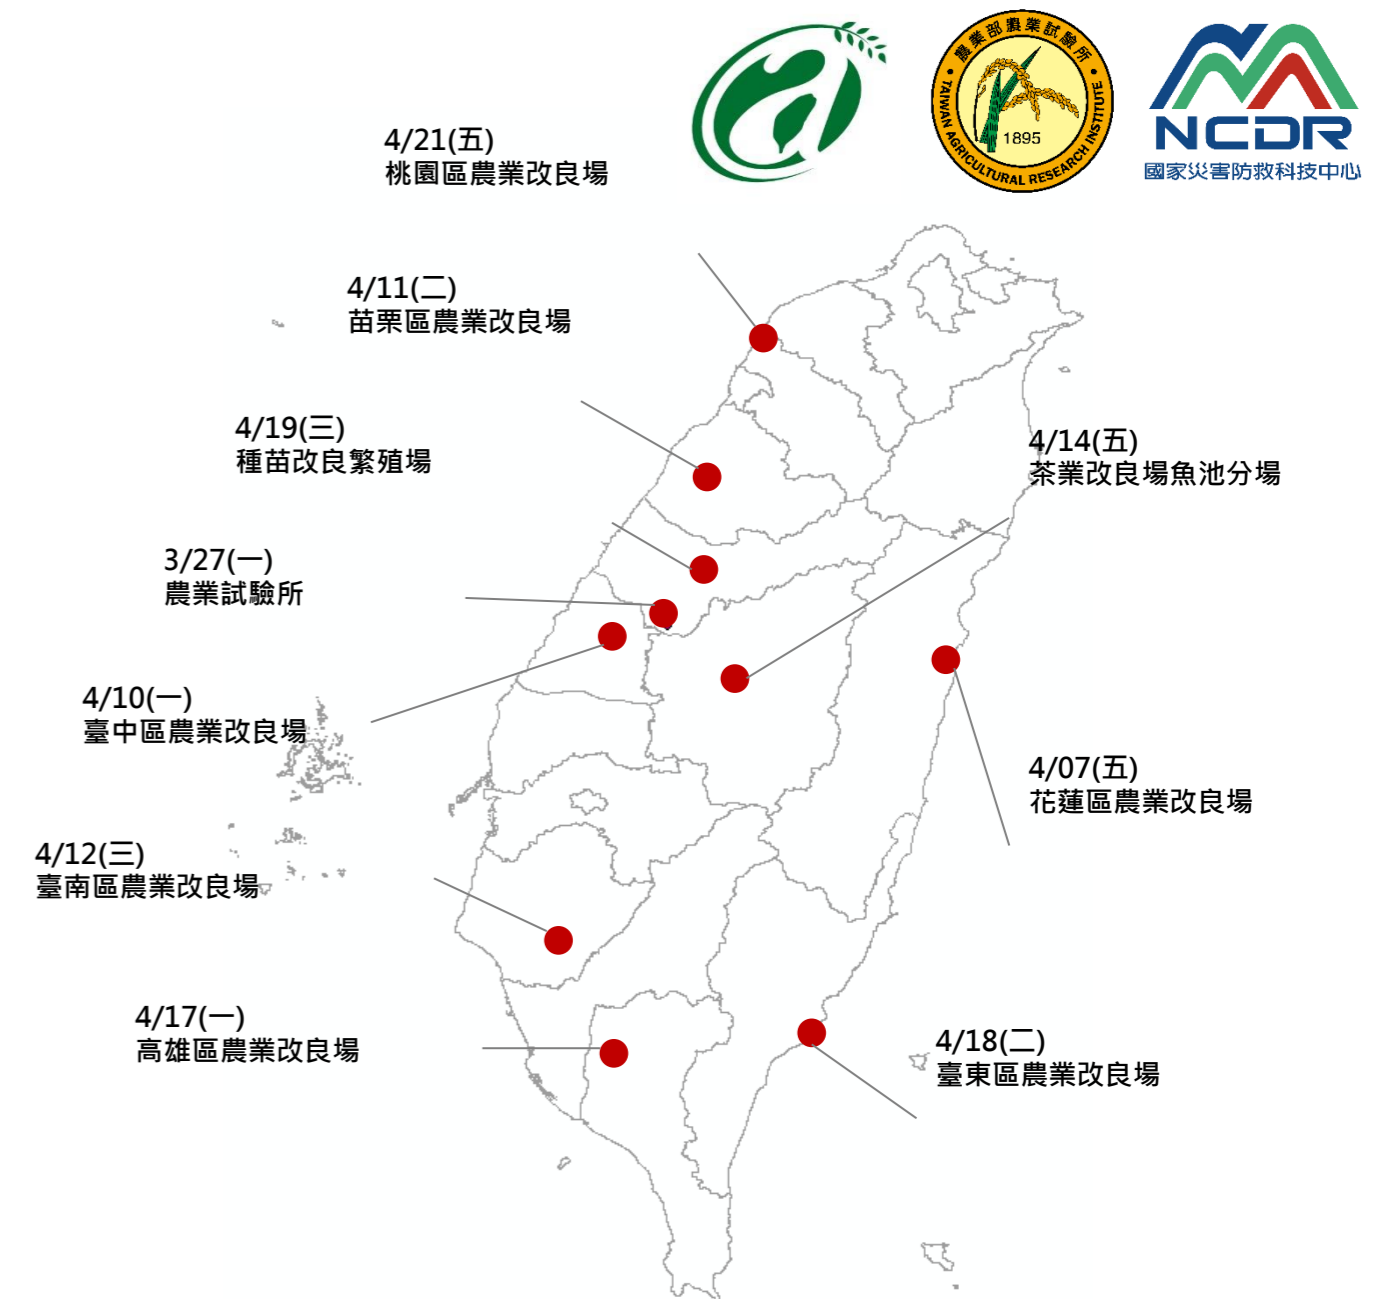 農業部農業試驗所
TAIWAN AGRICULTURAL RESEARCH INSTITUTE
1895
NCDR
國家災害防救科技中心
4/21(五)
桃園區農業改良場
4/11(二)
苗栗區農業改良場
4/19(三)
種苗改良繁殖場
4/14(五)
茶業改良場魚池分場
3/27(一)
農業試驗所
4/10(一)
臺中區農業改良場
4/07(五)
花蓮區農業改良場
4/12(三)
臺南區農業改良場
4/17(一)
高雄區農業改良場
4/18(二)
臺東區農業改良場